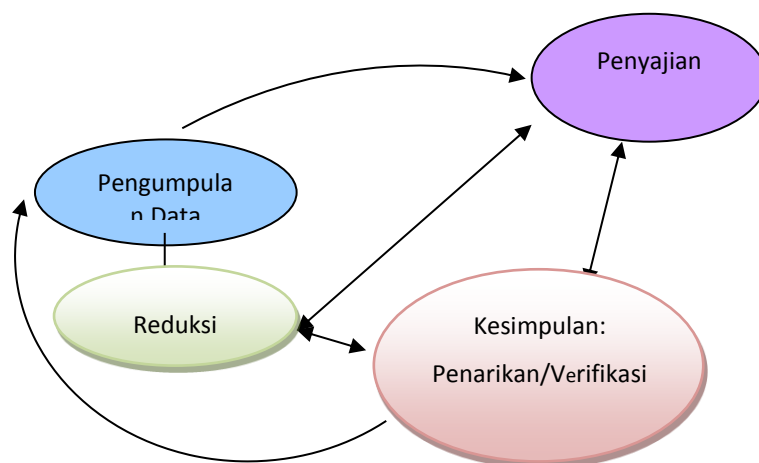 Penyajian
Pengumpula
n Data
Reduksi
Kesimpulan:
Penarikan/Verifikasi